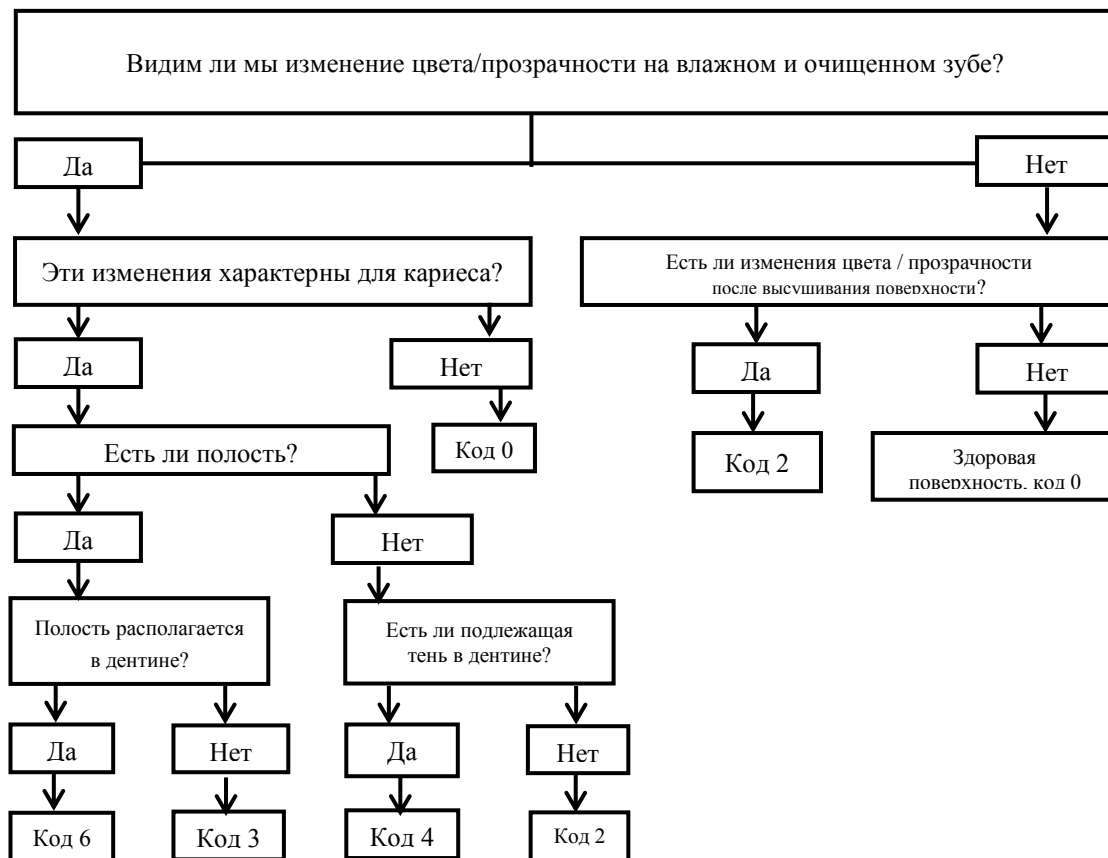 Видим ли мы изменение цвета/прозрачности на влажном и очищенном зубе?
Да
Нет
Эти изменения характерны для кариеса?
Есть ли изменения цвета / прозрачности
после высушивания поверхности?
Да
Нет
Да
Нет
Есть ли полость?
Код 0
Код 2
Здоровая
поверхность, код 0
Да
Нет
Полость располагается
в дентине?
Есть ли подлежащая
тень в дентине?
Да
Нет
Да
Нет
Код 6
Код 3
Код 4
Код 2